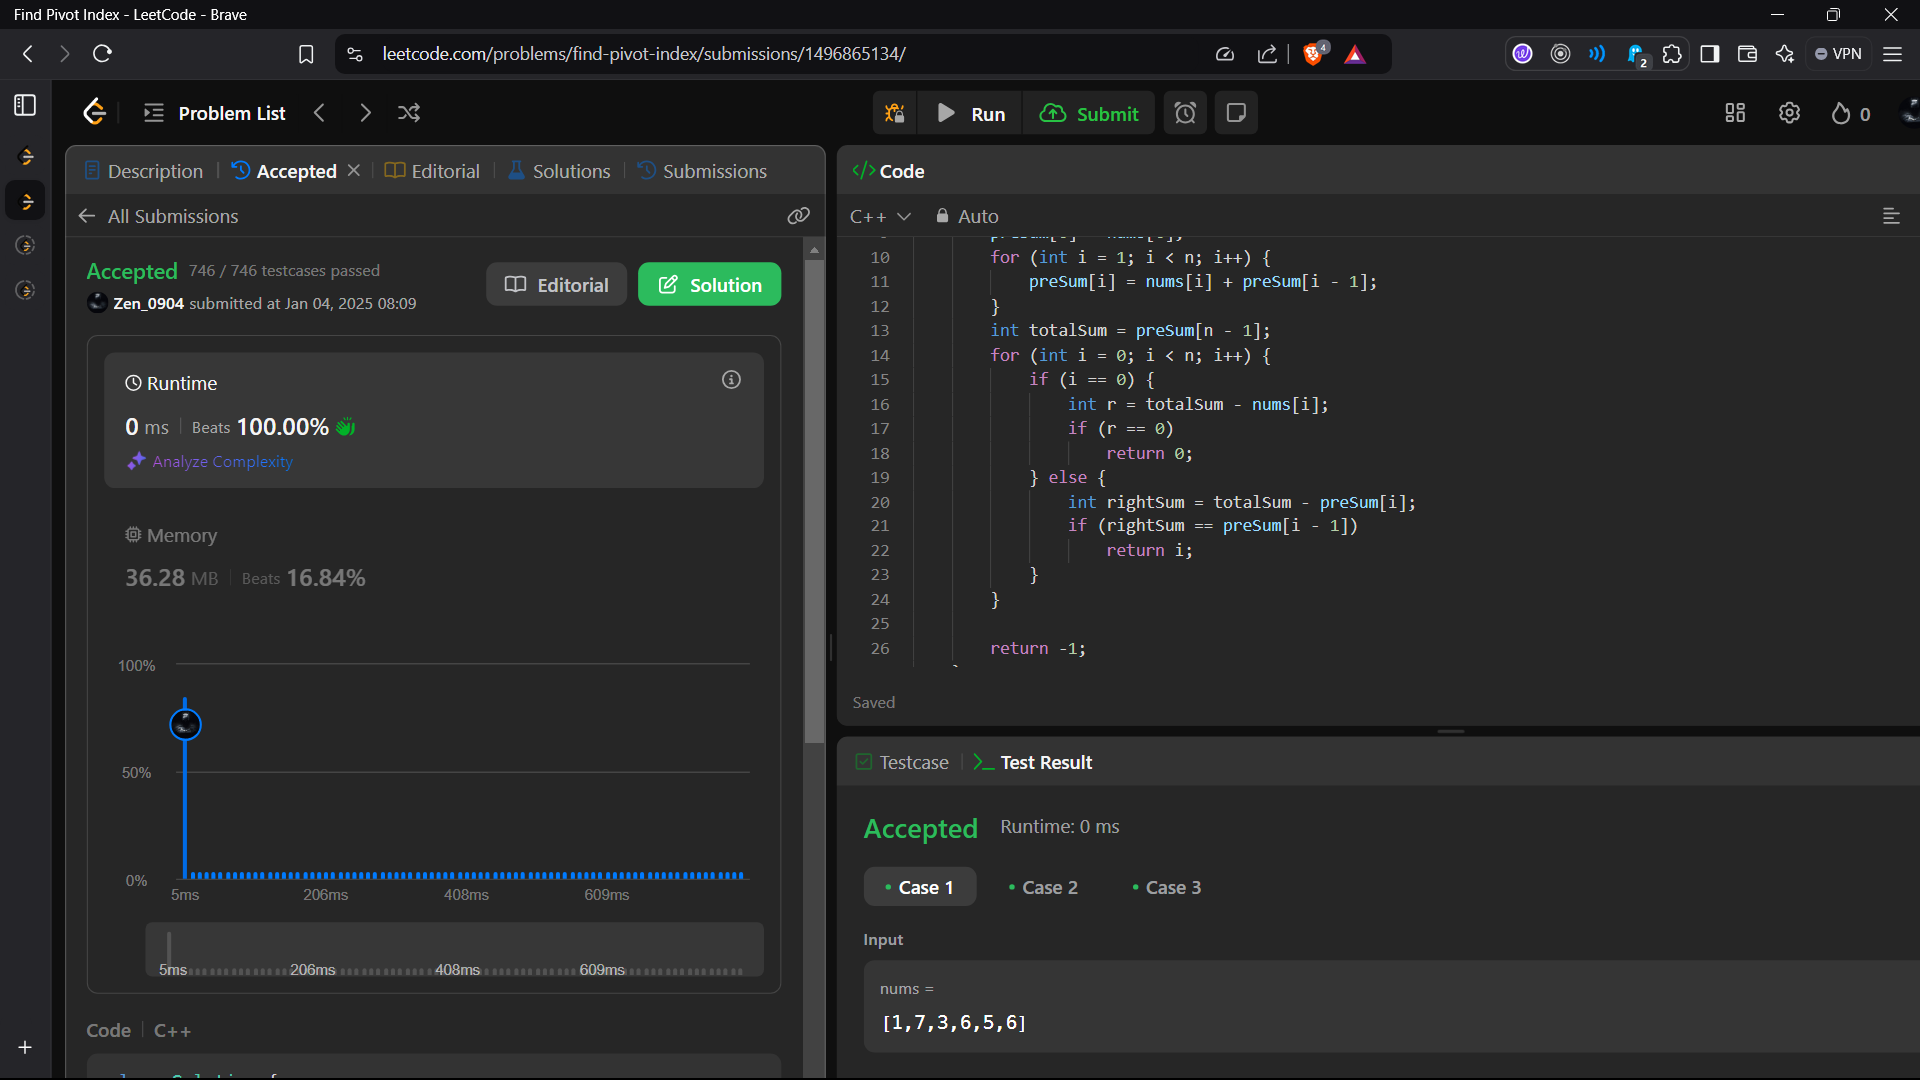 Find Pivot Index - LeetCode - Brave
leetcode.com/problems/find-pivot-index/submissions/1496865134/
4
2
VPN
Problem List
Run
Submit
0
Description
Accepted
Editorial
Solutions
Submissions
All Submissions
Accepted 746 / 746 testcases passed
Zen_0904 submitted at Jan 04, 2025 08:09
Editorial
Solution
Runtime
0 ms
Beats 100.00%
Analyze Complexity
Memory
36.28 MB
Beats 16.84%
100%
50%
0%
5ms 206ms 408ms 609ms
5ms 206ms 408ms 609ms
Code
C++
Code
C++
Auto
10 for (int i = 1; i < n; i++) {
11 preSum[i] = nums[i] + preSum[i - 1];
12 }
13 int totalSum = preSum[n - 1];
14 for (int i = 0; i < n; i++) {
15 if (i == 0) {
16 int r = totalSum - nums[i];
17 if (r == 0)
18 return 0;
19 } else {
20 int rightSum = totalSum - preSum[i];
21 if (rightSum == preSum[i - 1])
22 return i;
23 }
24 }
25
26 return -1;
Saved
Testcase
Test Result
Accepted
Runtime: 0 ms
Case 1
Case 2
Case 3
Input
nums =
[1,7,3,6,5,6]